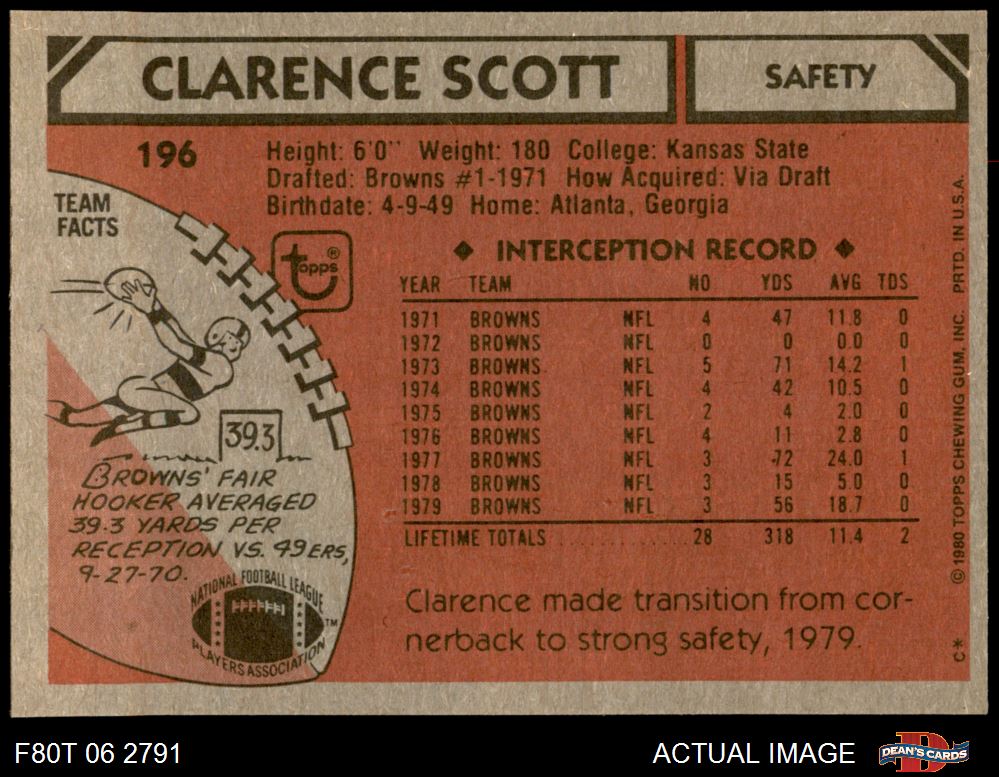 CLARENCE SCOTT
SAFETY
196
Height: 6'0" Weight: 180 College: Kansas State
Drafted: Browns #1-1971 How Acquired: Via Draft
Birthdate: 4-9-49 Home: Atlanta, Georgia
TEAM
FACTS
topps
◆ INTERCEPTION RECORD ◆
YEAR TEAM NO YDS AVG TDS
1971 BROWNS NFL 4 47 11.8 0
1972 BROWNS NFL 0 0 0.0 0
1973 BROWNS NFL 5 71 14.2 1
1974 BROWNS NFL 4 42 10.5 0
1975 BROWNS NFL 2 4 2.0 0
1976 BROWNS NFL 4 11 2.8 0
1977 BROWNS NFL 3 72 24.0 1
1978 BROWNS NFL 3 15 5.0 0
1979 BROWNS NFL 3 56 18.7 0
LIFETIME TOTALS 28 318 11.4 2
39.3
BROWNS' FAIR
HOOKER AVERAGED
39.3 YARDS PER
RECEPTION VS. 49ERS,
9-27-70.
NATIONAL FOOTBALL LEAGUE
PLAYERS ASSOCIATION
TM
Clarence made transition from cor-
nerback to strong safety, 1979.
© 1980 TOPPS CHEWING GUM, INC. PRTD. IN U.S.A.
C*
F80T 06 2791
ACTUAL IMAGE
DEAN'S CARDS